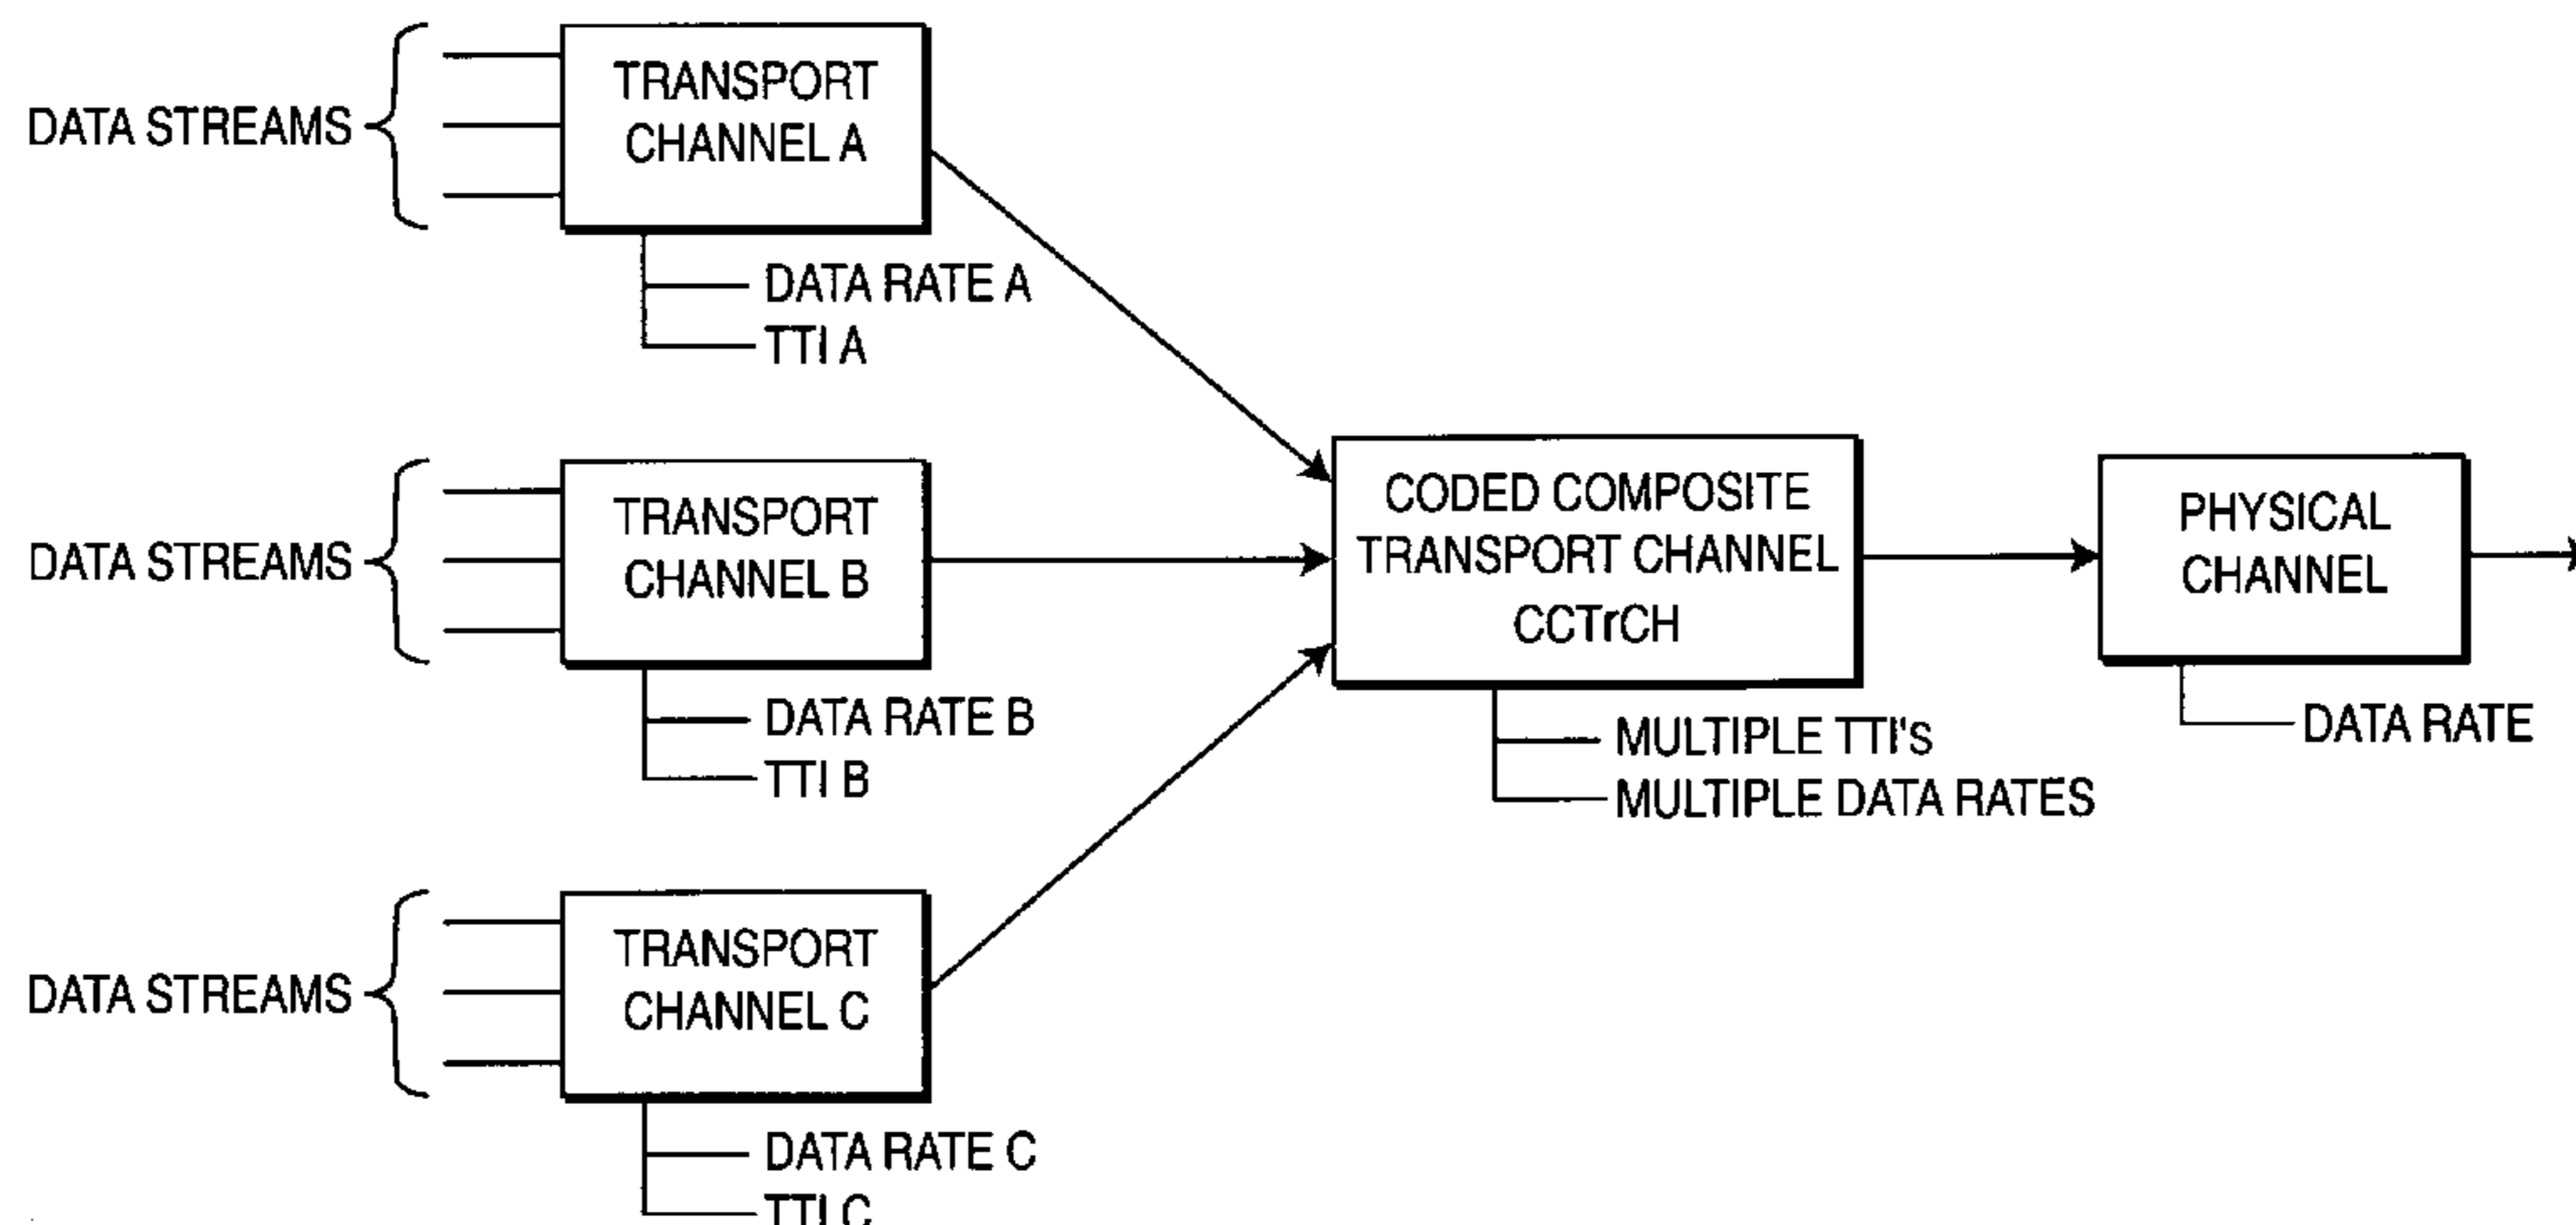 DATA STREAMS
TRANSPORT
CHANNEL A
DATA RATE A
TTI A
DATA STREAMS
TRANSPORT
CHANNEL B
DATA RATE B
TTI B
DATA STREAMS
TRANSPORT
CHANNEL C
DATA RATE C
TTI C
CODED COMPOSITE
TRANSPORT CHANNEL
CCTrCH
MULTIPLE TTI's
MULTIPLE DATA RATES
PHYSICAL
CHANNEL
DATA RATE